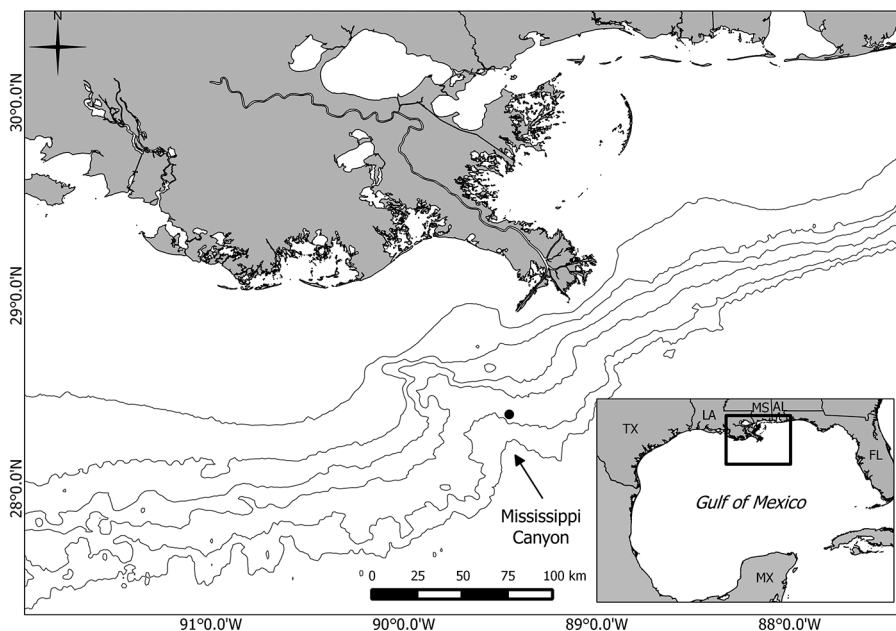 N
30°0.0'N
29°0.0'N
28°0.0'N
91°0.0'W
90°0.0'W
89°0.0'W
88°0.0'W
Mississippi
Canyon
0 25 50 75 100 km
TX
LA
MS
AL
FL
Gulf of Mexico
MX